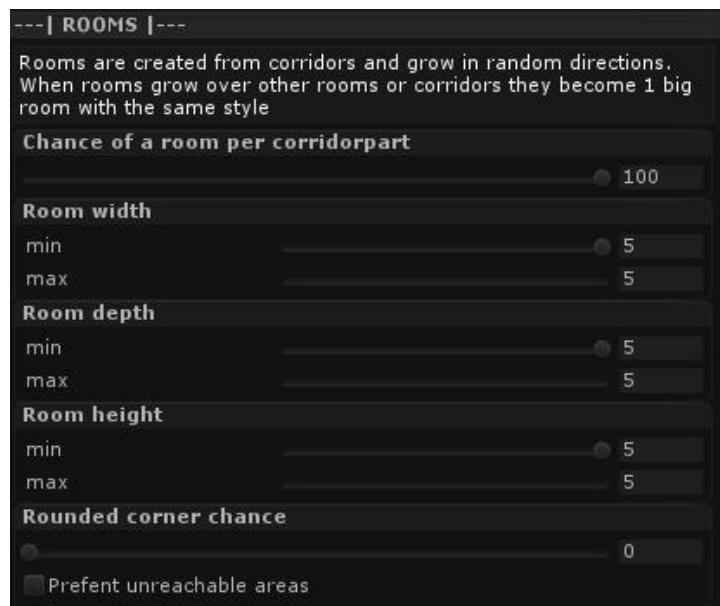 ---| ROOMS |---
Rooms are created from corridors and grow in random directions.
When rooms grow over other rooms or corridors they become 1 big
room with the same style
Chance of a room per corridorpart
100
Room width
min 5
max 5
Room depth
min 5
max 5
Room height
min 5
max 5
Rounded corner chance
0
Prefent unreachable areas